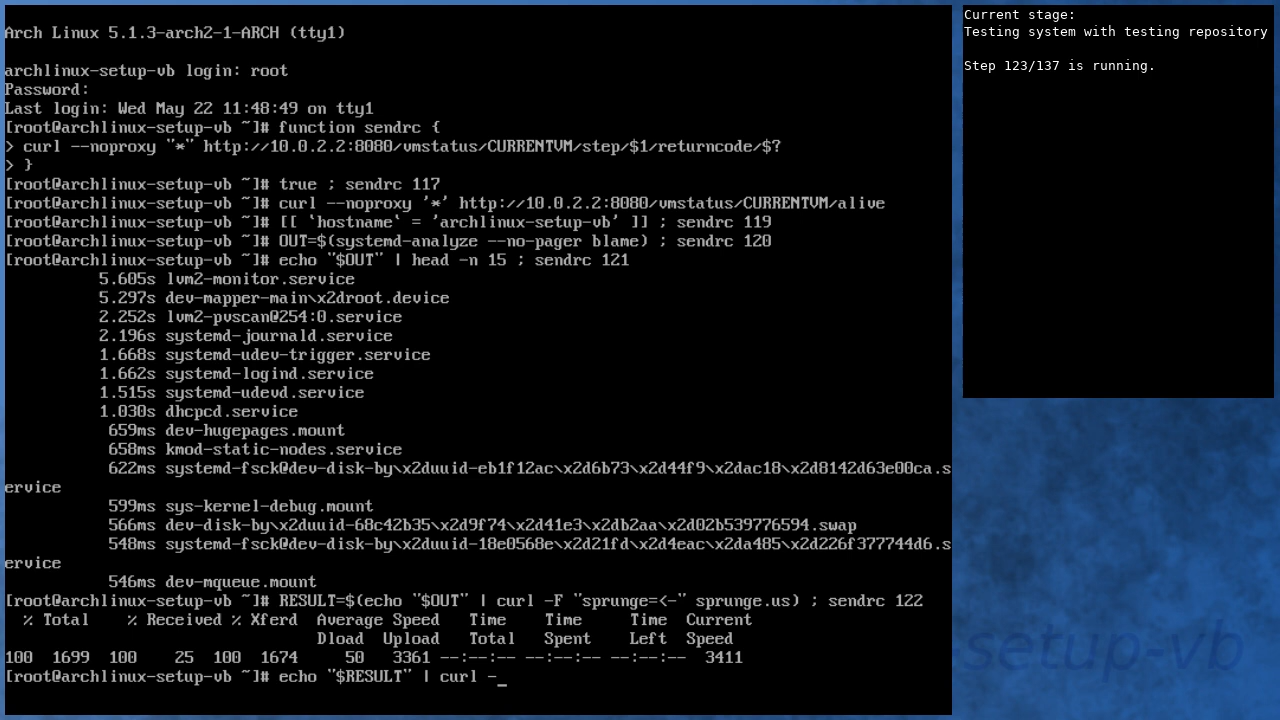 Arch Linux 5.1.3-arch2-1-ARCH (tty1)
archlinux-setup-vb login: root
Password:
Last login: Wed May 22 11:48:49 on tty1
[root@archlinux-setup-vb ~]# function sendrc {
> curl --noproxy "*" http://10.0.2.2:8080/vmstatus/CURRENTVM/step/$1/returncode/$?
> }
[root@archlinux-setup-vb ~]# true ; sendrc 117
[root@archlinux-setup-vb ~]# curl --noproxy '*' http://10.0.2.2:8080/vmstatus/CURRENTVM/alive
[root@archlinux-setup-vb ~]# [[ `hostname` = 'archlinux-setup-vb' ]] ; sendrc 119
[root@archlinux-setup-vb ~]# OUT=$(systemd-analyze --no-pager blame) ; sendrc 120
[root@archlinux-setup-vb ~]# echo "$OUT" | head -n 15 ; sendrc 121
5.605s lvm2-monitor.service
5.297s dev-mapper-main\x2droot.device
2.252s lvm2-pvscan@254:0.service
2.196s systemd-journald.service
1.668s systemd-udev-trigger.service
1.662s systemd-logind.service
1.515s systemd-udevd.service
1.030s dhcpcd.service
659ms dev-hugepages.mount
658ms kmod-static-nodes.service
622ms systemd-fsck@dev-disk-by\x2duuid-eb1f12ac\x2d6b73\x2d44f9\x2dac18\x2d8142d63e00ca.s
ervice
599ms sys-kernel-debug.mount
566ms dev-disk-by\x2duuid-68c42b35\x2d9f74\x2d41e3\x2db2aa\x2d02b539776594.swap
548ms systemd-fsck@dev-disk-by\x2duuid-18e0568e\x2d21fd\x2d4eac\x2da485\x2d226f377744d6.s
ervice
546ms dev-mqueue.mount
[root@archlinux-setup-vb ~]# RESULT=$(echo "$OUT" | curl -F "sprunge=<-" sprunge.us) ; sendrc 122
% Total % Received % Xferd Average Speed Time Time Time Current
Dload Upload Total Spent Left Speed
100 1699 100 25 100 1674 50 3361 --:--:-- --:--:-- --:--:-- 3411
[root@archlinux-setup-vb ~]# echo "$RESULT" | curl -_
Current stage:
Testing system with testing repository
Step 123/137 is running.
-setup-vb